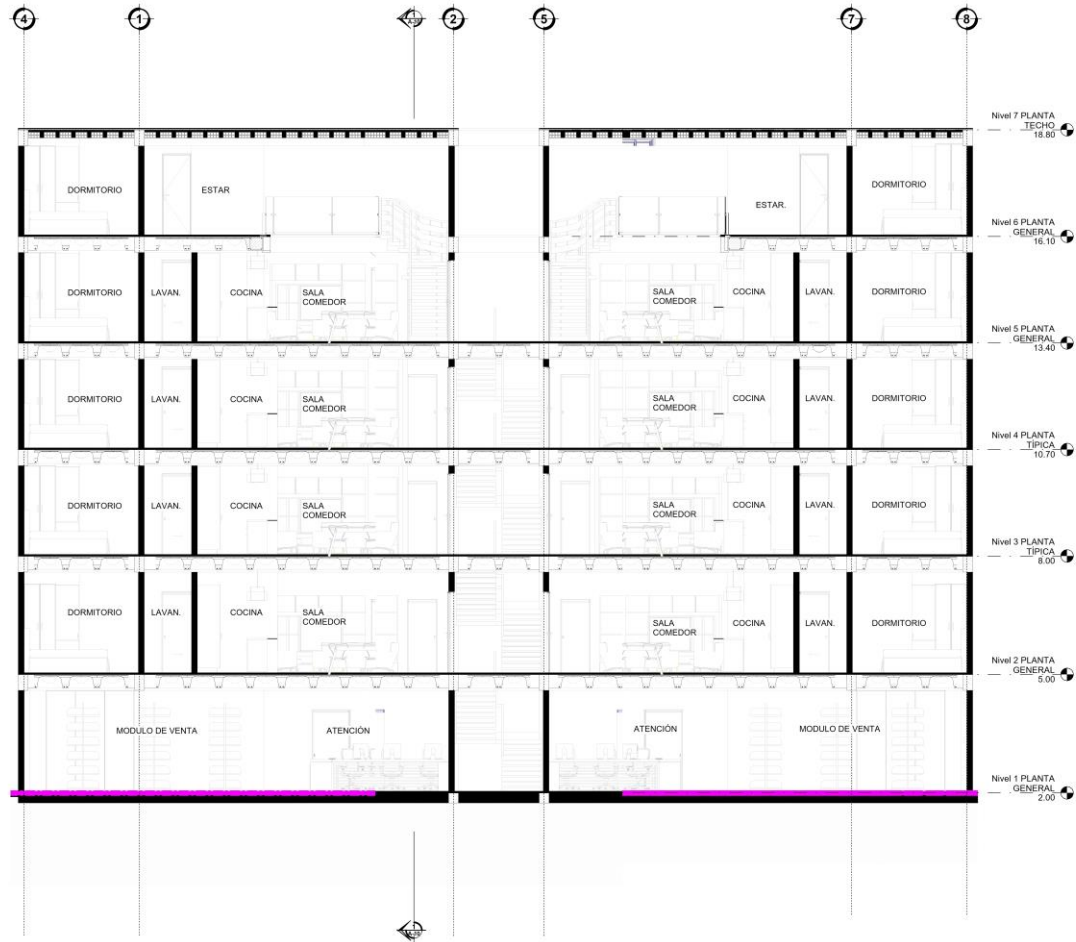 4
1
2
5
7
8
Nivel 7 PLANTA
TECHO
18.80
DORMITORIO
ESTAR
ESTAR.
DORMITORIO
Nivel 6 PLANTA
GENERAL
16.10
DORMITORIO
LAVAN.
COCINA
SALA
COMEDOR
SALA
COMEDOR
COCINA
LAVAN.
DORMITORIO
Nivel 5 PLANTA
GENERAL
13.40
DORMITORIO
LAVAN.
COCINA
SALA
COMEDOR
SALA
COMEDOR
COCINA
LAVAN.
DORMITORIO
Nivel 4 PLANTA
TÍPICA
10.70
DORMITORIO
LAVAN.
COCINA
SALA
COMEDOR
SALA
COMEDOR
COCINA
LAVAN.
DORMITORIO
Nivel 3 PLANTA
TÍPICA
8.00
DORMITORIO
LAVAN.
COCINA
SALA
COMEDOR
SALA
COMEDOR
COCINA
LAVAN.
DORMITORIO
Nivel 2 PLANTA
GENERAL
5.00
MODULO DE VENTA
ATENCIÓN
ATENCIÓN
MODULO DE VENTA
Nivel 1 PLANTA
GENERAL
2.00